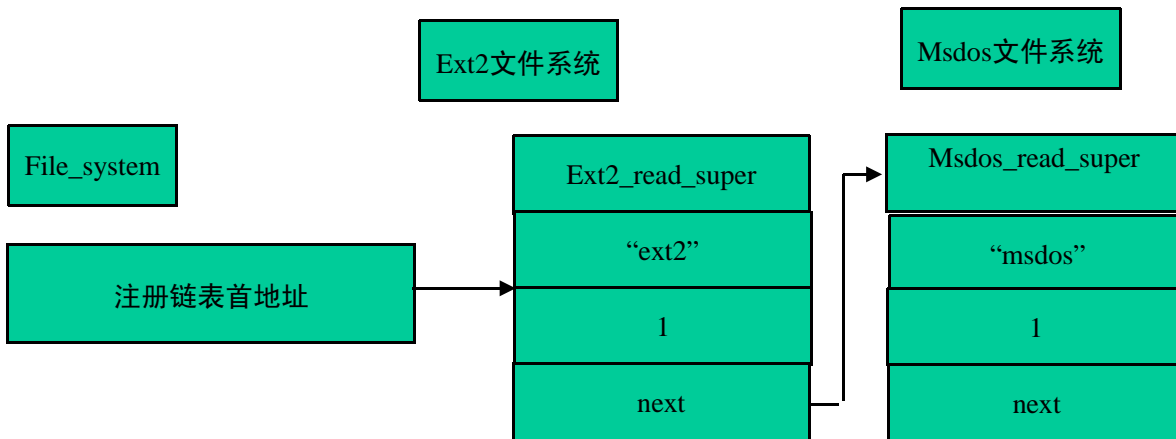 Ext2文件系统
Msdos文件系统
File_system
注册链表首地址
Ext2_read_super
“ext2”
1
next
Msdos_read_super
“msdos”
1
next